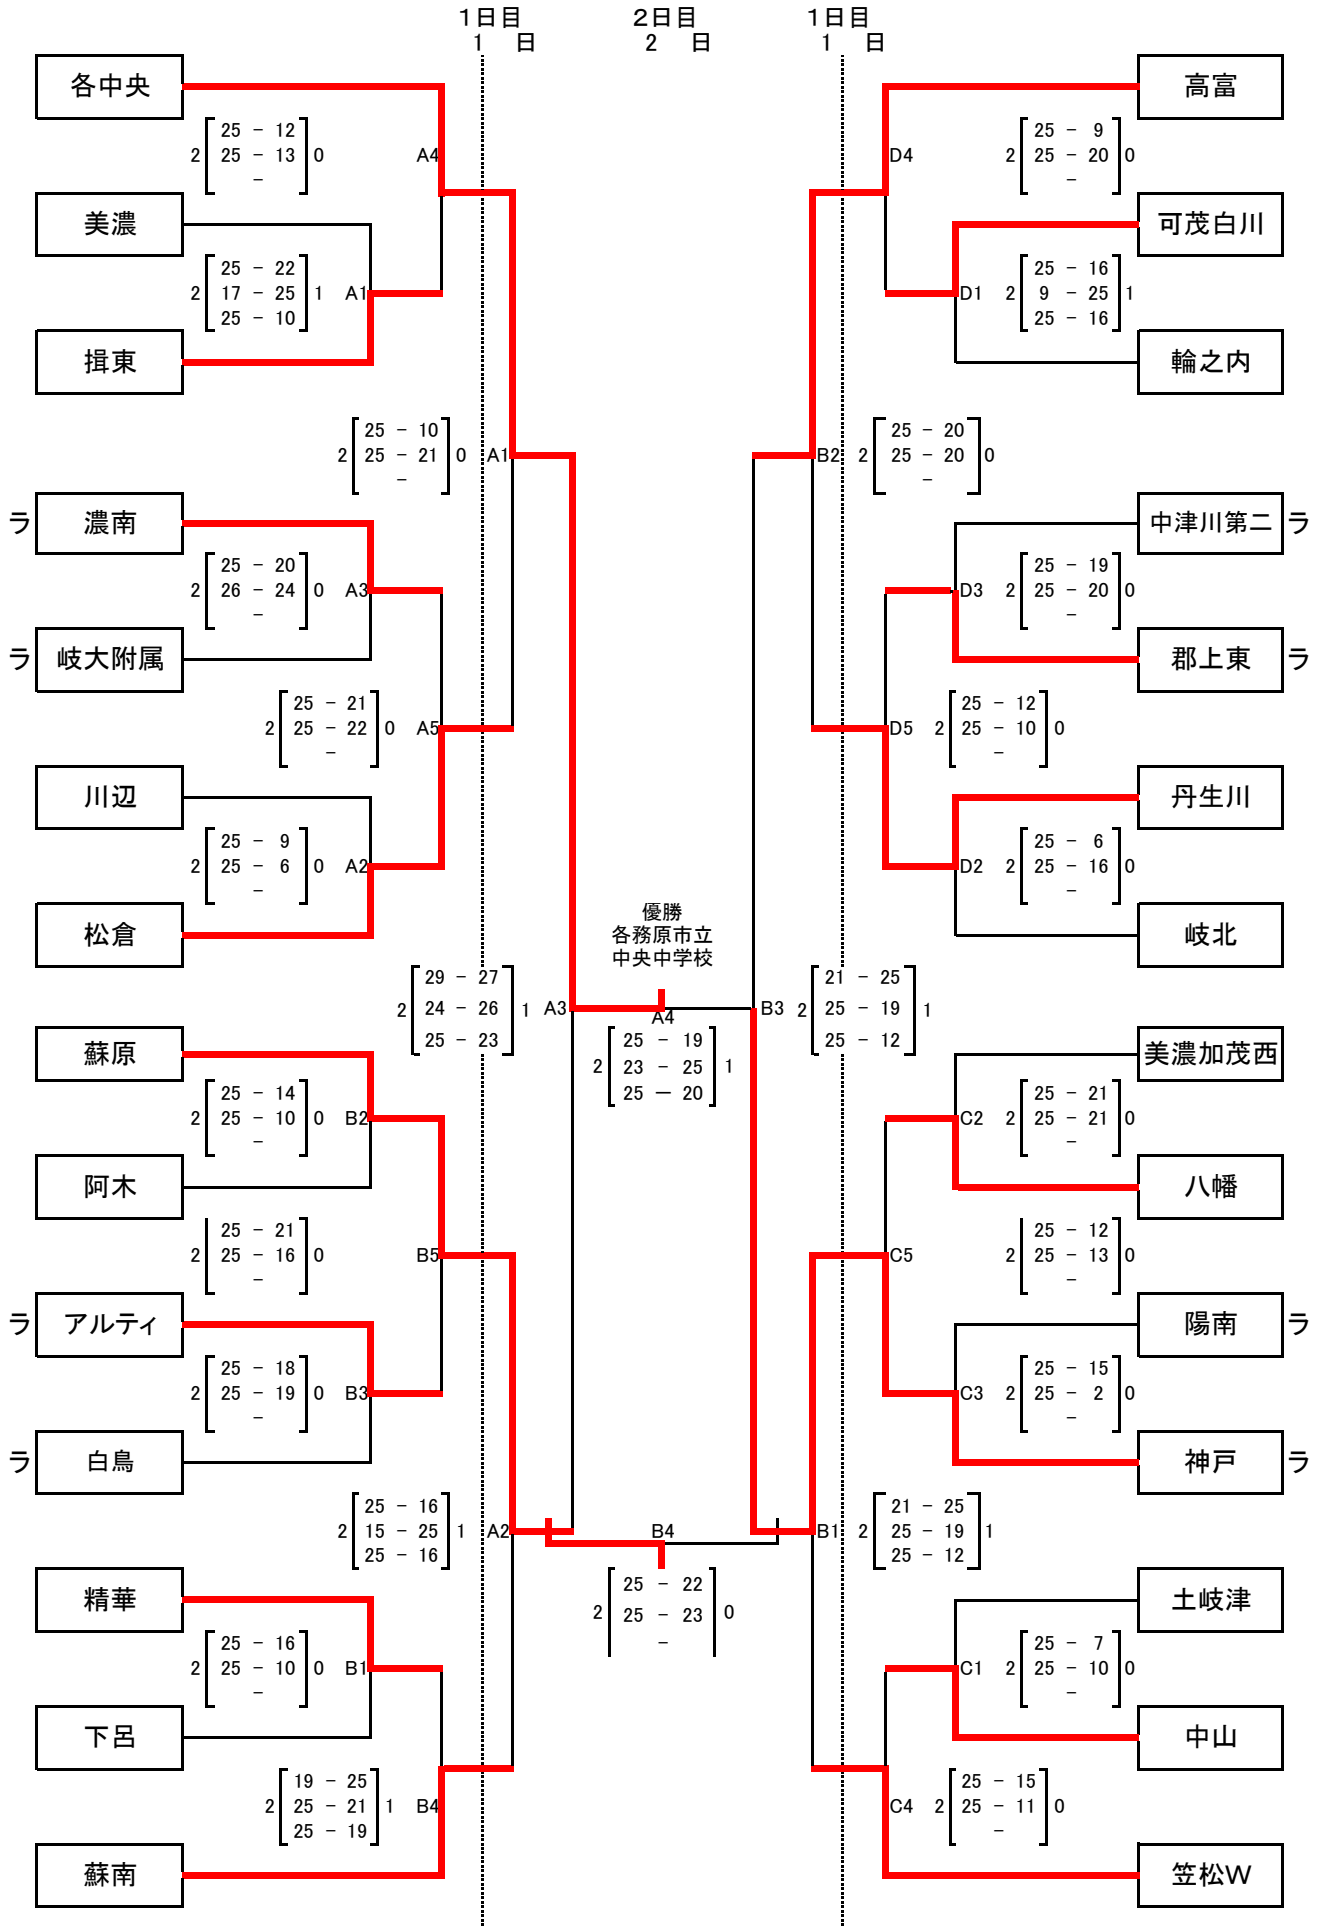 1日目 2日目 1日目
1 日 2 日 1 日
各中央 高富
25 - 12 25 - 9
2 25 - 13 0 A4 D4 2 25 - 20 0
- -
美濃 可茂白川
25 - 22 25 - 16
2 17 - 25 1 A1 D1 2 9 - 25 1
25 - 10 25 - 16
揖東 輪之内
25 - 10 25 - 20
2 25 - 21 0 A1 B2 2 25 - 20 0
- -
ラ 濃南 中津川第二 ラ
25 - 20 25 - 19
2 26 - 24 0 A3 D3 2 25 - 20 0
- -
ラ 岐大附属 郡上東 ラ
25 - 21 25 - 12
2 25 - 22 0 A5 D5 2 25 - 10 0
- -
川辺 丹生川
25 - 9 25 - 6
2 25 - 6 0 A2 D2 2 25 - 16 0
- -
優勝
各務原市立
松倉 岐北
中央中学校
29 - 27 21 - 25
2 24 - 26 1 A3 B3 2 25 - 19 1
A4
25 - 23 25 - 19 25 - 12
蘇原 美濃加茂西
2 23 - 25 1
25 － 20
25 - 14 25 - 21
2 25 - 10 0 B2 C2 2 25 - 21 0
- -
阿木 八幡
25 - 21 25 - 12
2 25 - 16 0 B5 C5 2 25 - 13 0
- -
ラ アルティ 陽南 ラ
25 - 18 25 - 15
2 25 - 19 0 B3 C3 2 25 - 2 0
- -
ラ 白鳥 神戸 ラ
25 - 16 21 - 25
2 15 - 25 1 A2 B4 B1 2 25 - 19 1
25 - 16 25 - 12
精華 25 - 22 土岐津
2 25 - 23 0
-
25 - 16 25 - 7
2 25 - 10 0 B1 C1 2 25 - 10 0
- -
下呂 中山
19 - 25 25 - 15
2 25 - 21 1 B4 C4 2 25 - 11 0
25 - 19 -
蘇南 笠松W